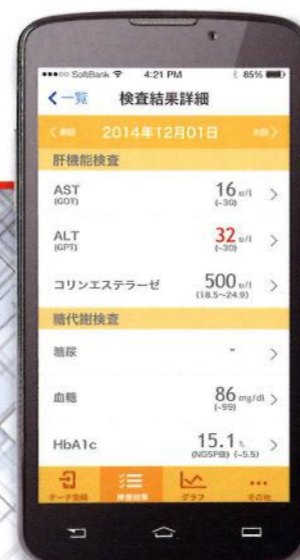 ●●●○○ SoftBank 4:21 PM 85%
一覧 検査結果詳細
2014年12月01日
肝機能検査
AST 16 u/l
(GOT) (~30)
ALT 32 u/l
(GPT) (~30)
コリンエステラーゼ 500 u/l
(18.5~24.9)
糖代謝検査
糖尿 -
血糖 86 mg/dl
(~99)
HbA1c 15.1 %
(NGSP値) (~5.5)
データ登録 検査結果 グラフ その他